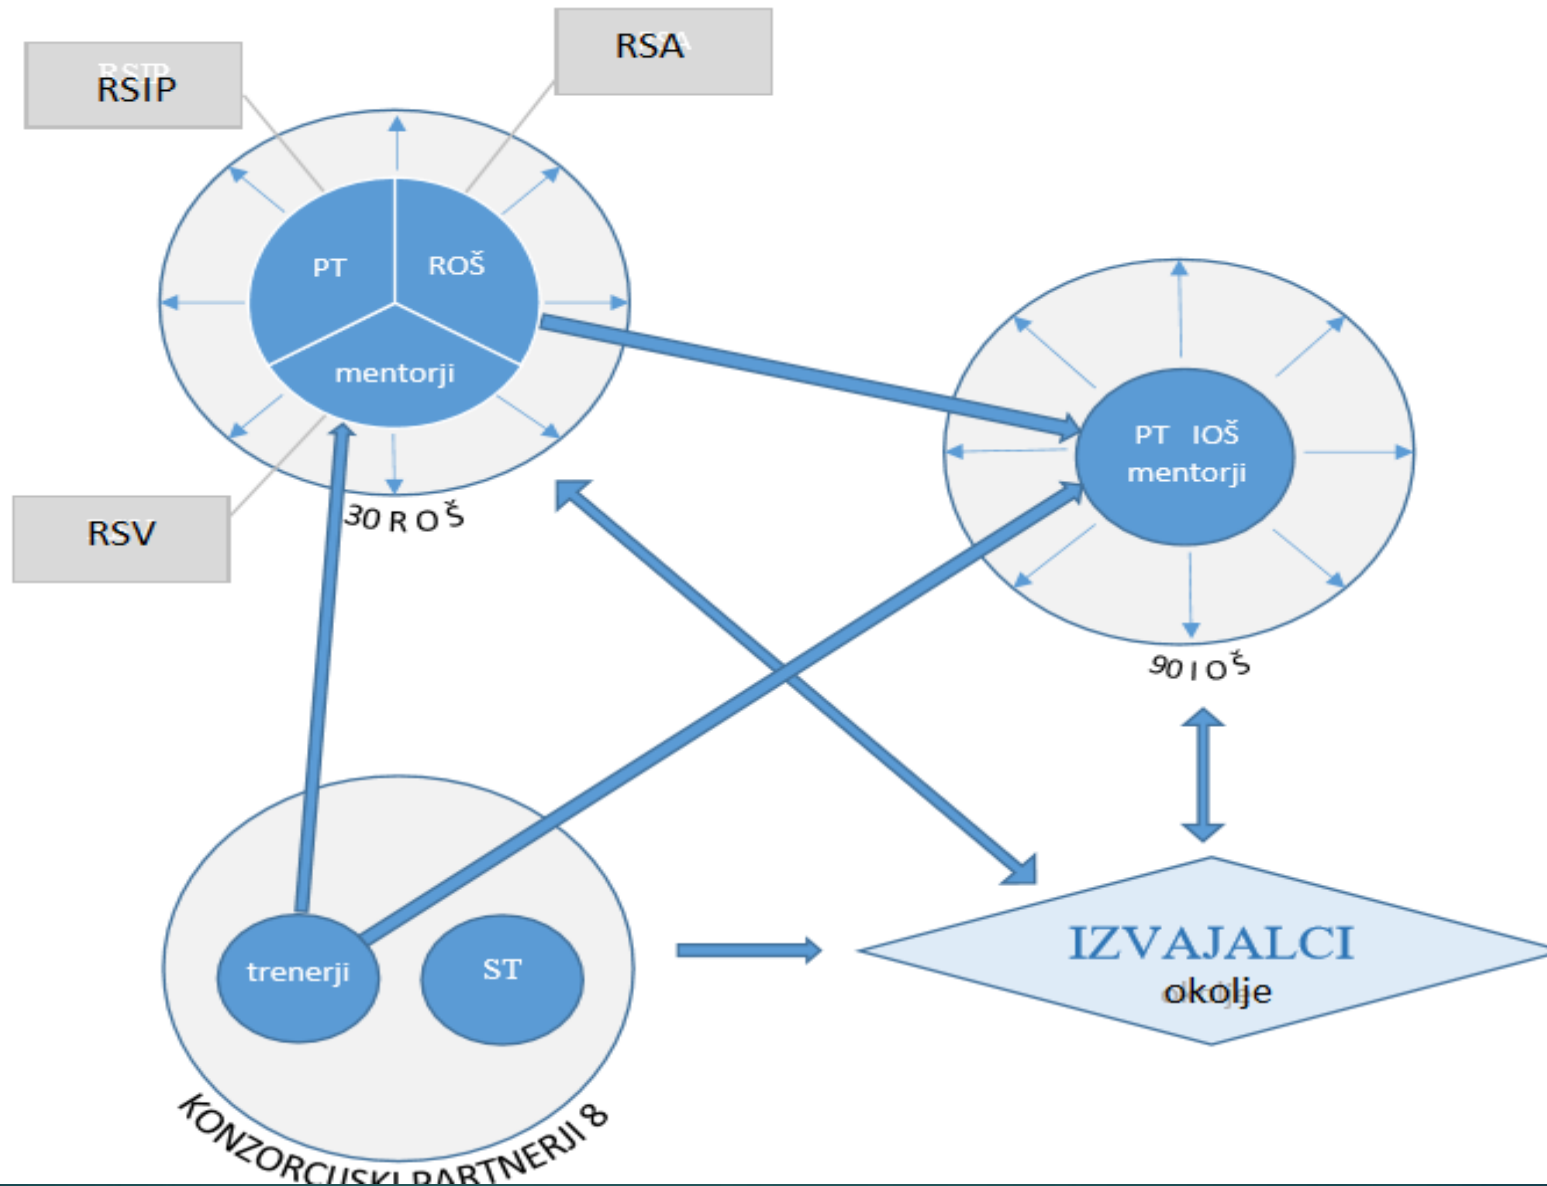 RSIP
RSA
PT
ROŠ
mentorji
RSV
30 R O Š
PT IOŠ
mentorji
90 I O Š
trenerji
ST
IZVAJALCI
okolje
KONZORCIJSKI PARTNERJI 8